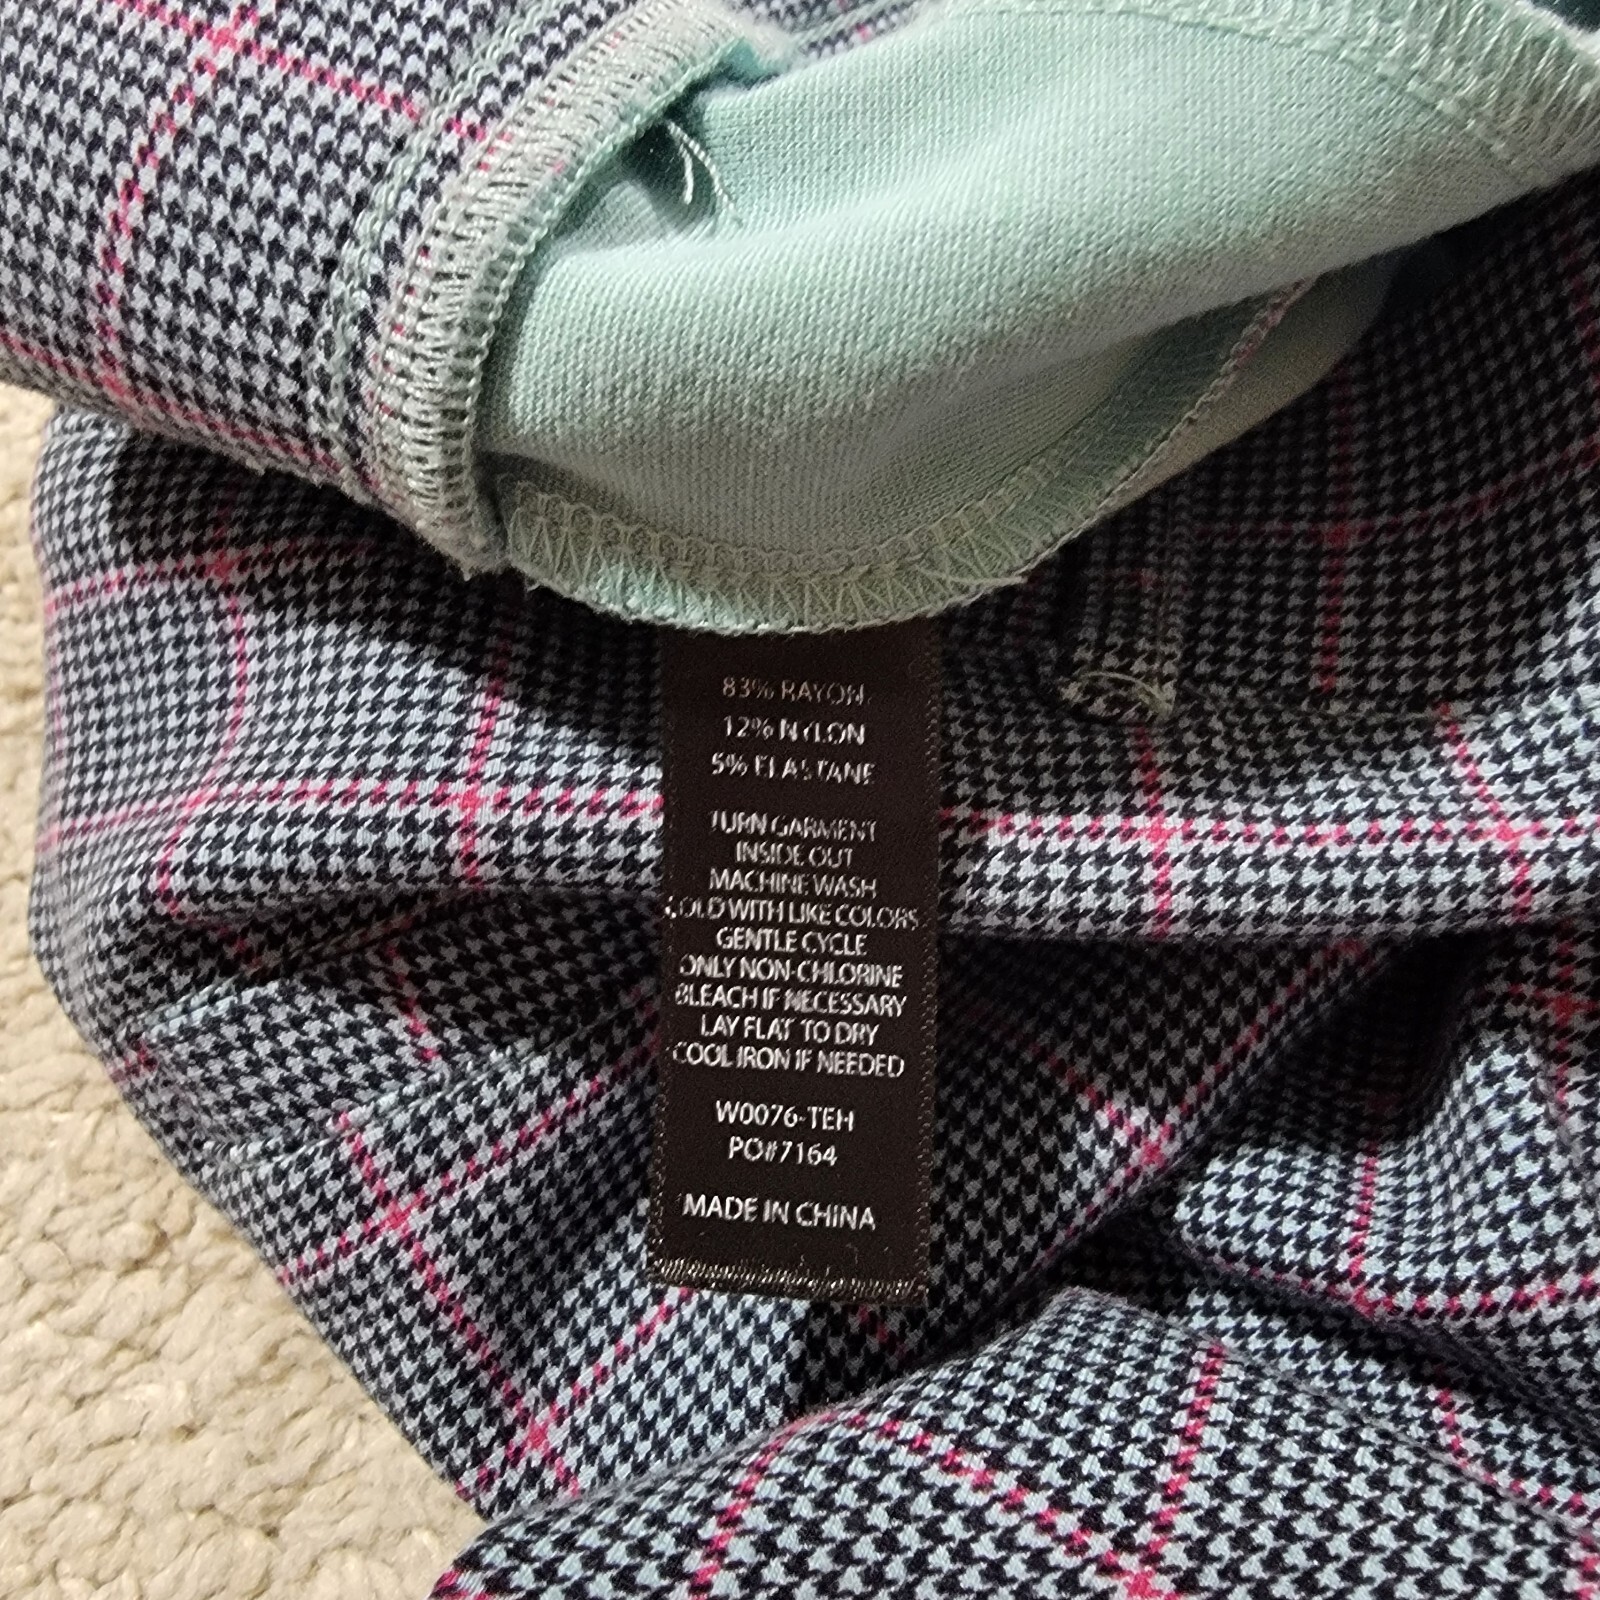 83% RAYON
12% NYLON
5% ELASTANE
TURN GARMENT
INSIDE OUT
MACHINE WASH
COLD WITH LIKE COLORS
GENTLE CYCLE
ONLY NON-CHLORINE
BLEACH IF NECESSARY
LAY FLAT TO DRY
COOL IRON IF NEEDED
W0076-TEH
PO#7164
MADE IN CHINA